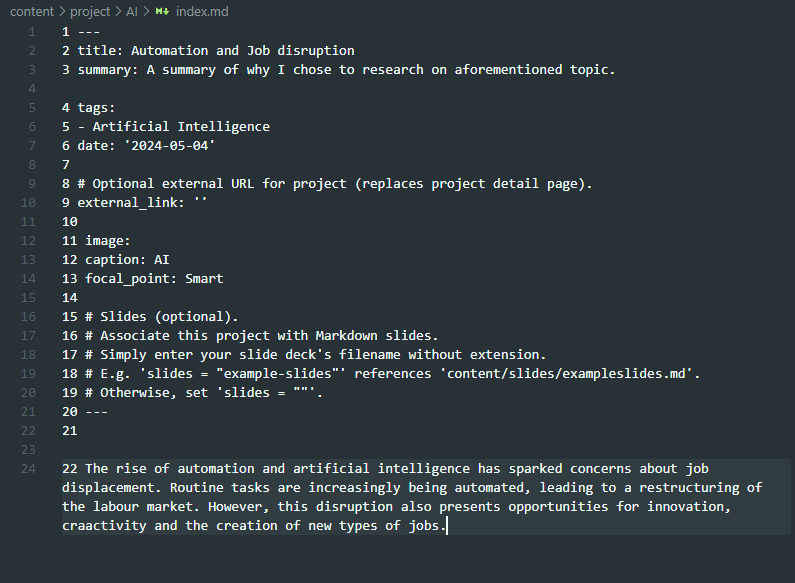 content > project > AI > M↓ index.md
1 1 ---
2 2 title: Automation and Job disruption
3 3 summary: A summary of why I chose to research on aforementioned topic.
4
5 4 tags:
6 5 - Artificial Intelligence
7 6 date: '2024-05-04'
8 7
9 8 # Optional external URL for project (replaces project detail page).
10 9 external_link: ''
11 10
12 11 image:
13 12 caption: AI
14 13 focal_point: Smart
15 14
16 15 # Slides (optional).
17 16 # Associate this project with Markdown slides.
18 17 # Simply enter your slide deck's filename without extension.
19 18 # E.g. 'slides = "example-slides"' references 'content/slides/exampleslides.md'.
20 19 # Otherwise, set 'slides = ""'.
21 20 ---
22 21
23
24 22 The rise of automation and artificial intelligence has sparked concerns about job
displacement. Routine tasks are increasingly being automated, leading to a restructuring of
the labour market. However, this disruption also presents opportunities for innovation,
craactivity and the creation of new types of jobs.